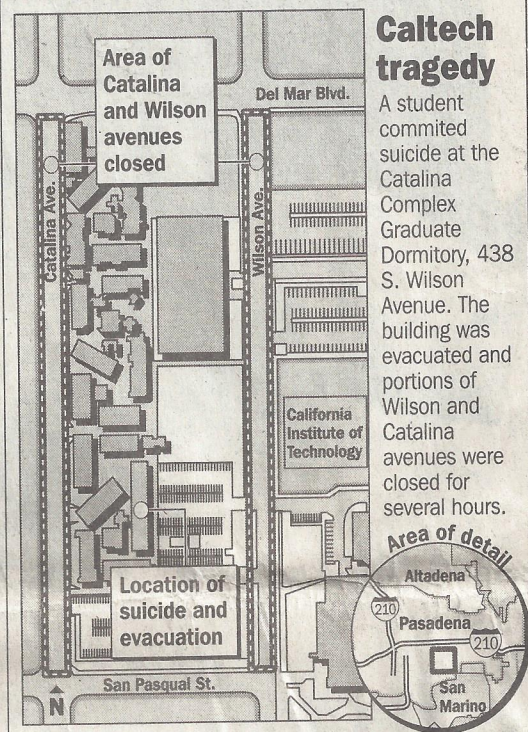 Caltech
tragedy
A student
commited
suicide at the
Catalina
Complex
Graduate
Dormitory, 438
S. Wilson
Avenue. The
building was
evacuated and
portions of
Wilson and
Catalina
avenues were
closed for
several hours.
Area of
Catalina
and Wilson
avenues
closed
Del Mar Blvd.
Catalina Ave.
Wilson Ave.
California
Institute of
Technology
Location of
suicide and
evacuation
San Pasqual St.
N
Area of detail
Altadena
210
Pasadena
210
San
Marino